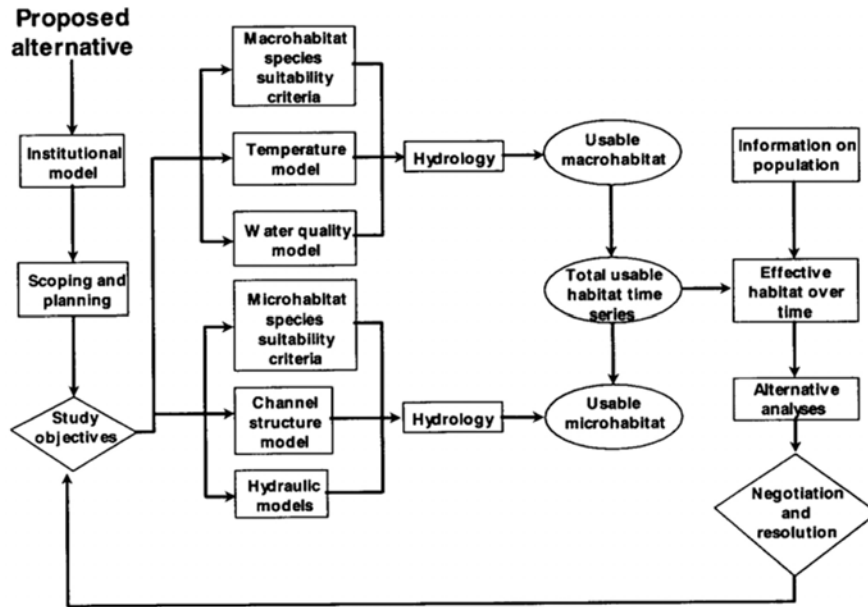 Proposed
alternative
Institutional
model
Scoping and
planning
Study
objectives
Macrohabitat
species
suitability
criteria
Temperature
model
Water quality
model
Microhabitat
species
suitability
criteria
Channel
structure
model
Hydraulic
models
Hydrology
Hydrology
Usable
macrohabitat
Total usable
habitat time
series
Usable
microhabitat
Information on
population
Effective
habitat over
time
Alternative
analyses
Negotiation
and
resolution